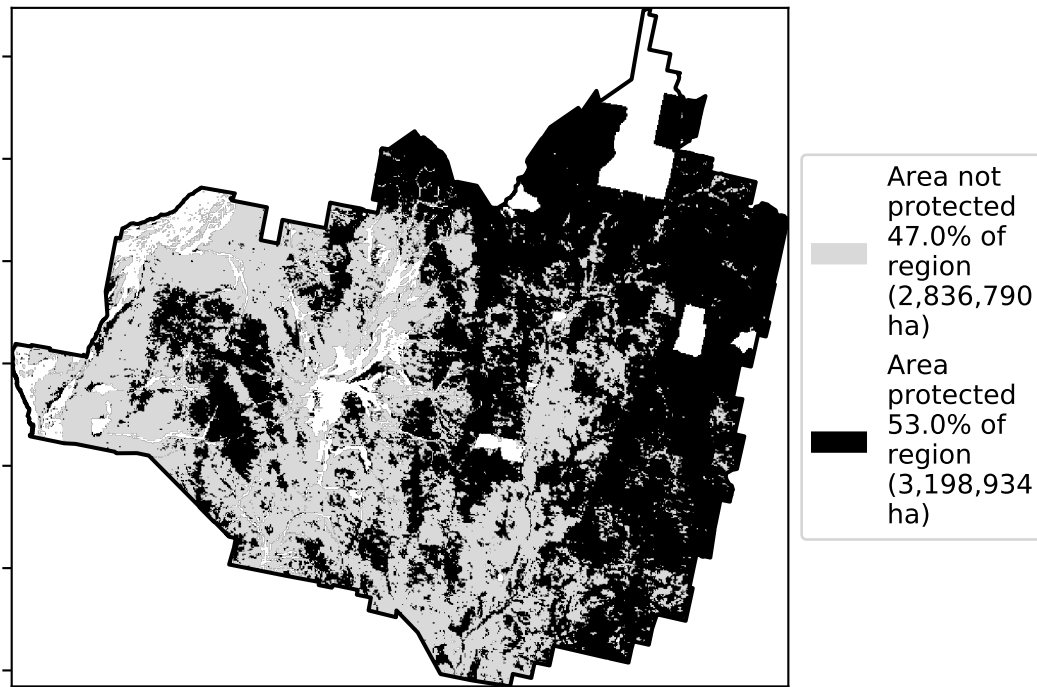 Area not
protected
47.0% of
region
(2,836,790
ha)
Area
protected
53.0% of
region
(3,198,934
ha)